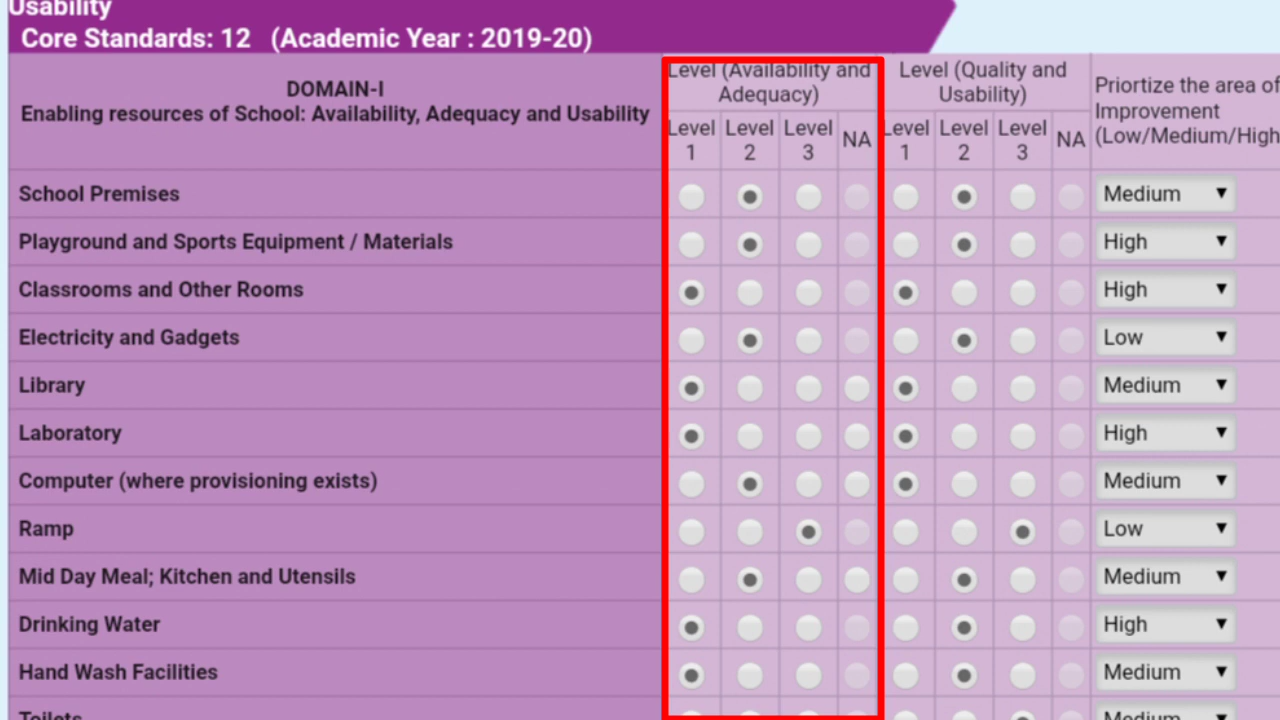 Usability
Core Standards: 12 (Academic Year : 2019-20)
DOMAIN-I
Enabling resources of School: Availability, Adequacy and Usability
Level (Availability and
Adequacy)
Level (Quality and
Usability)
Priortize the area of
Improvement
(Low/Medium/High
Level
1
Level
2
Level
3
NA
Level
1
Level
2
Level
3
NA
School Premises
Medium
Playground and Sports Equipment / Materials
High
Classrooms and Other Rooms
High
Electricity and Gadgets
Low
Library
Medium
Laboratory
High
Computer (where provisioning exists)
Medium
Ramp
Low
Mid Day Meal; Kitchen and Utensils
Medium
Drinking Water
High
Hand Wash Facilities
Medium
Toilets
Medium